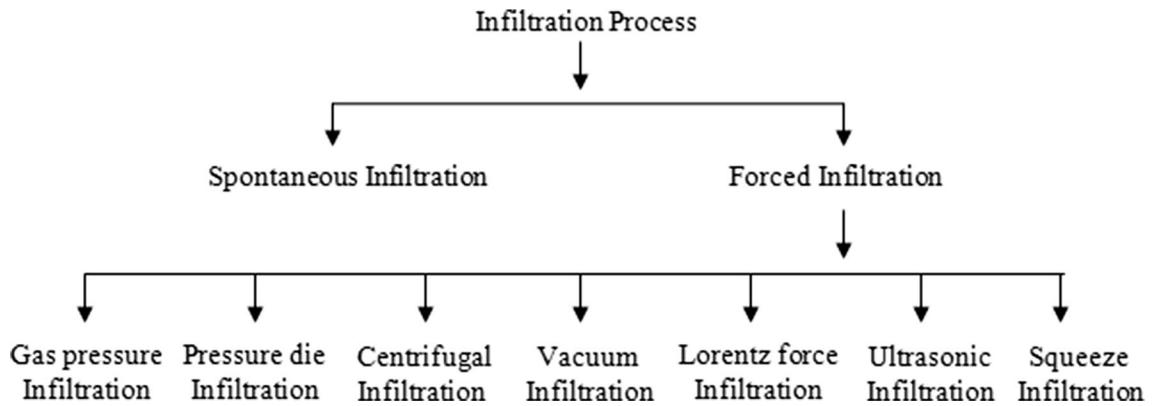 Infiltration Process
Spontaneous Infiltration
Forced Infiltration
Gas pressure
Infiltration
Pressure die
Infiltration
Centrifugal
Infiltration
Vacuum
Infiltration
Lorentz force
Infiltration
Ultrasonic
Infiltration
Squeeze
Infiltration